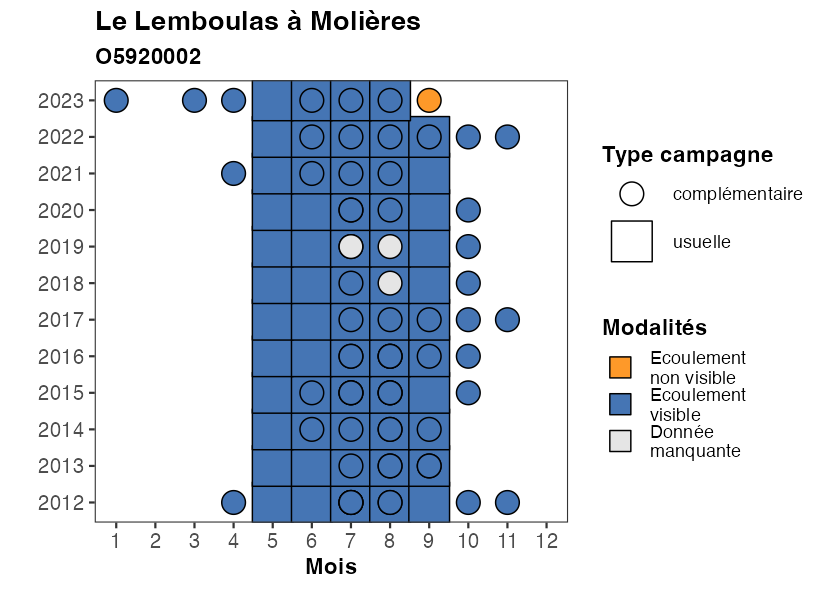 Le Lemboulas à Molières
O5920002
2023
2022
2021
2020
2019
2018
2017
2016
2015
2014
2013
2012
1 2 3 4 5 6 7 8 9 10 11 12
Mois
Type campagne
complémentaire
usuelle
Modalités
Ecoulement
non visible
Ecoulement
visible
Donnée
manquante